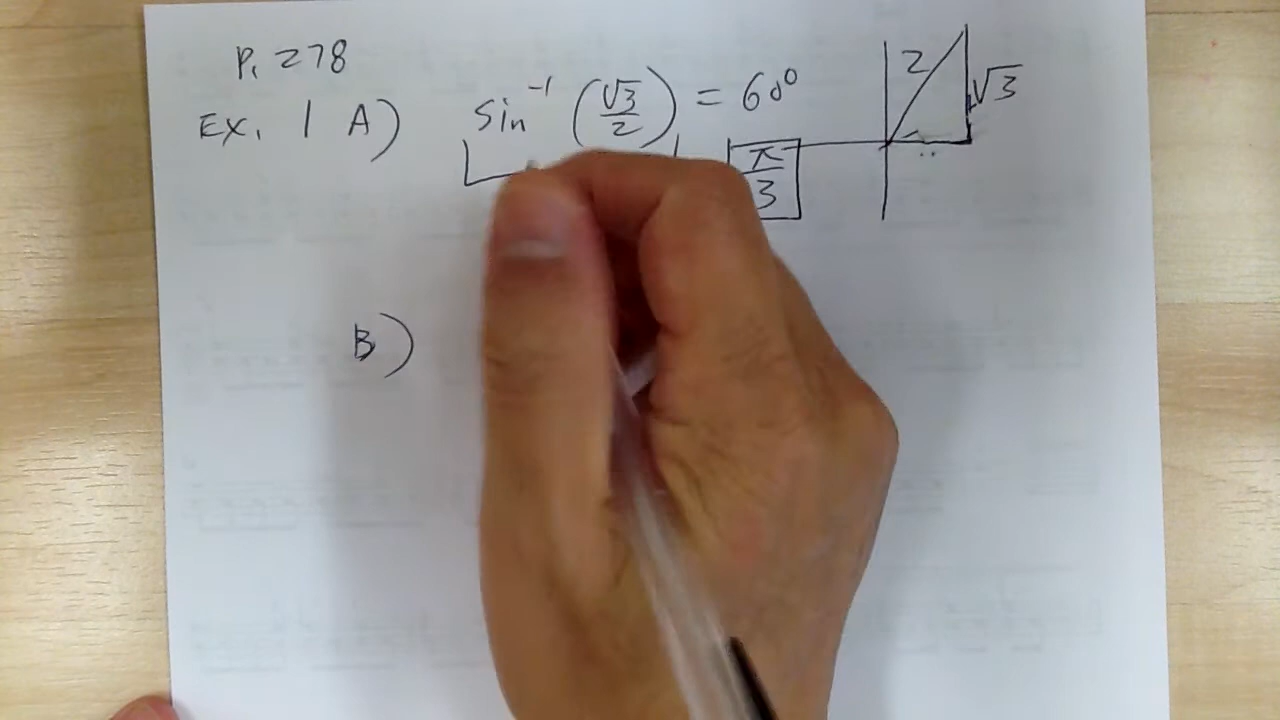 P. 278
Ex. 1 A) sin⁻¹ (√3/2) = 60°
π/3
2
√3
B)